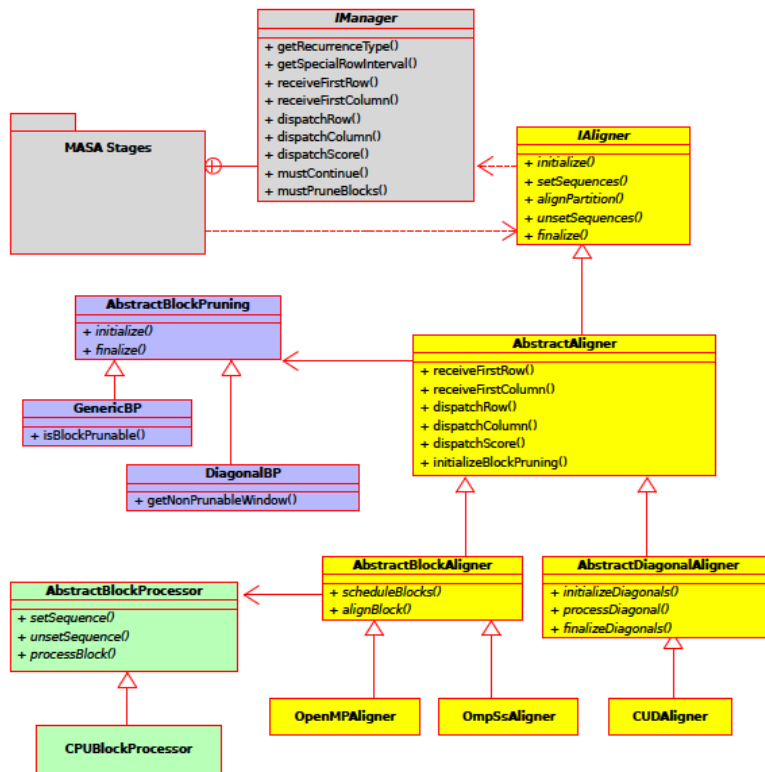 IManager
+ getRecurrenceType()
+ getSpecialRowInterval()
+ receiveFirstRow()
+ receiveFirstColumn()
+ dispatchRow()
+ dispatchColumn()
+ dispatchScore()
+ mustContinue()
+ mustPruneBlocks()
MASA Stages
IAligner
+ initialize()
+ setSequences()
+ alignPartition()
+ unsetSequences()
+ finalize()
AbstractBlockPruning
+ initialize()
+ finalize()
AbstractAligner
+ receiveFirstRow()
+ receiveFirstColumn()
+ dispatchRow()
+ dispatchColumn()
+ dispatchScore()
+ initializeBlockPruning()
GenericBP
+ isBlockPrunable()
DiagonalBP
+ getNonPrunableWindow()
AbstractBlockAligner
+ scheduleBlocks()
+ alignBlock()
AbstractDiagonalAligner
+ initializeDiagonals()
+ processDiagonal()
+ finalizeDiagonals()
AbstractBlockProcessor
+ setSequence()
+ unsetSequence()
+ processBlock()
OpenMPAligner
OmpSsAligner
CUDAligner
CPUBlockProcessor